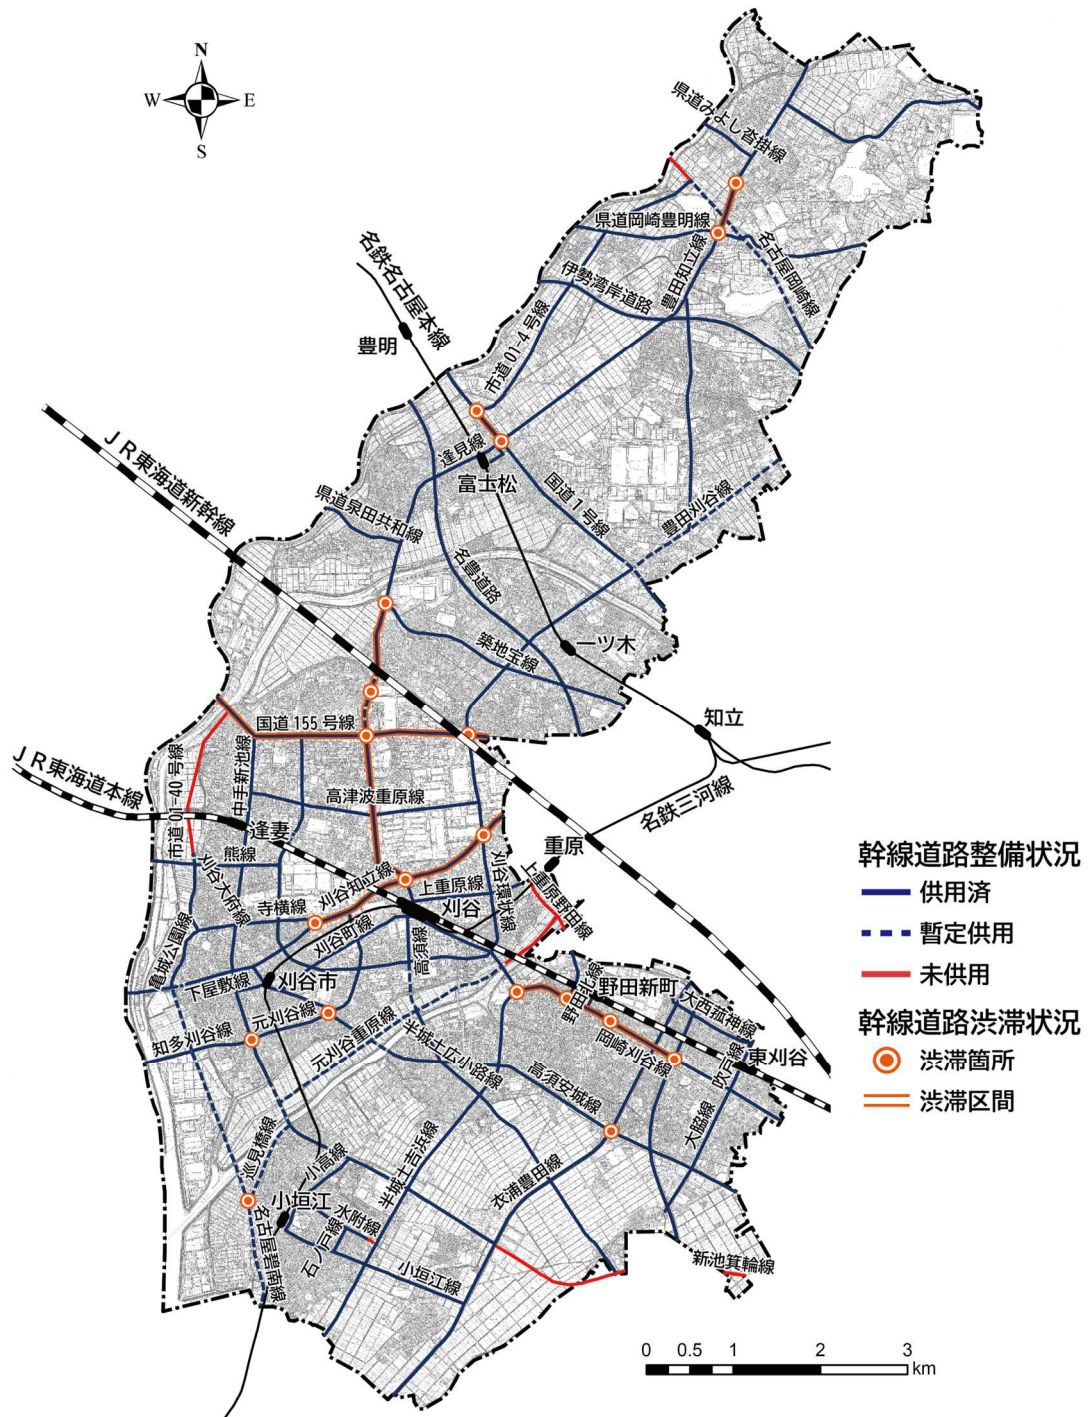 N
W
E
S
県道みよし沓掛線
県道岡崎豊明線
豊田知立線
名古屋岡崎線
伊勢湾岸道路
名鉄名古屋本線
豊明
市道01-4号線
逢見線
富士松
国道1号線
豊田刈谷線
JR東海道新幹線
県道泉田共和線
名豊道路
築地宝線
一ツ木
知立
国道155号線
市道01-40号線
中手新池線
JR東海道本線
高津波重原線
名鉄三河線
逢妻
重原
熊線
刈谷大府線
刈谷知立線
上重原線
刈谷環状線
上重原野田線
寺横線
刈谷
亀城公園線
刈谷町線
高須線
下屋敷線
刈谷市
野田北線
野田新町
大西菰神線
元刈谷線
知多刈谷線
元刈谷重原線
半城土広小路線
岡崎刈谷線
吹戸線
東刈谷
高須安城線
大脇線
巡見橋線
小高線
半城土吉浜線
衣浦豊田線
小垣江
水附線
石ノ戸線
名古屋碧南線
小垣江線
新池箕輪線
幹線道路整備状況
供用済
暫定供用
未供用
幹線道路渋滞状況
渋滞箇所
渋滞区間
0 0.5 1 2 3
km